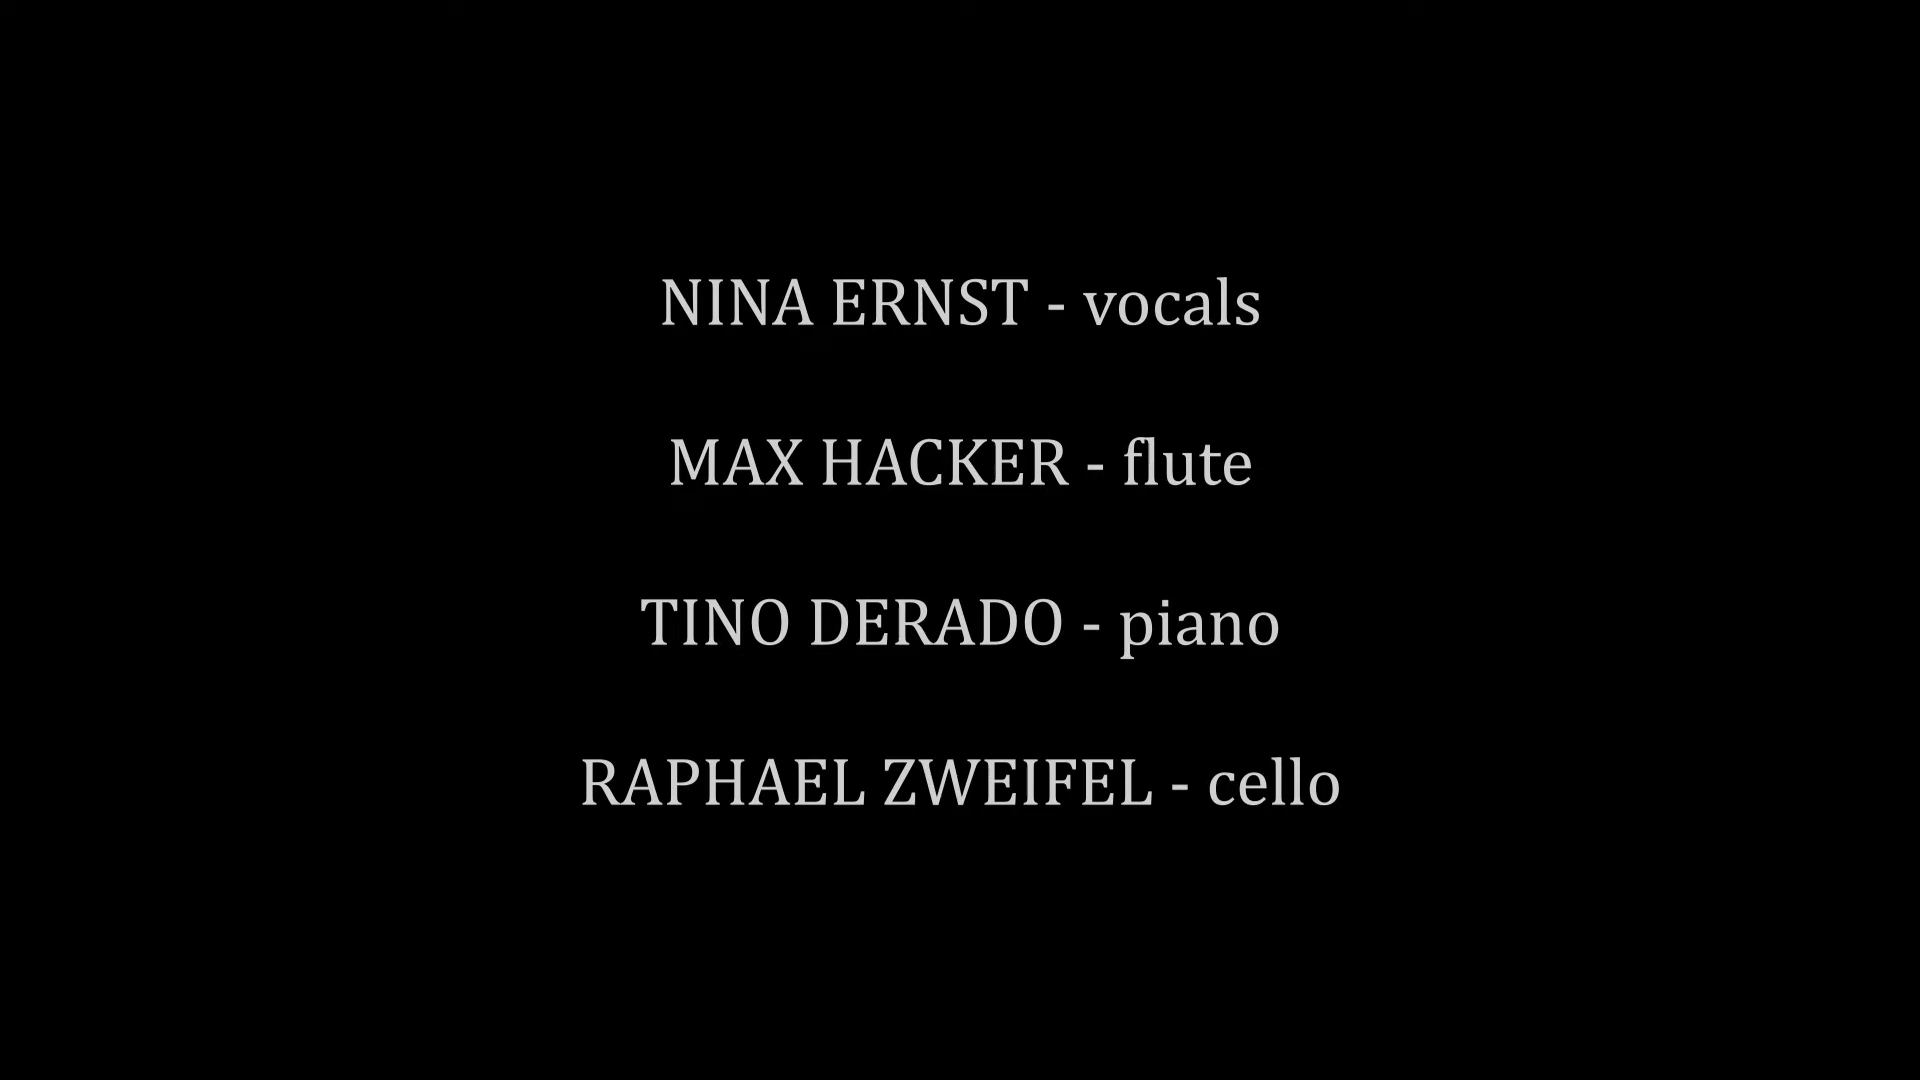 NINA ERNST - vocals
MAX HACKER - flute
TINO DERADO - piano
RAPHAEL ZWEIFEL - cello